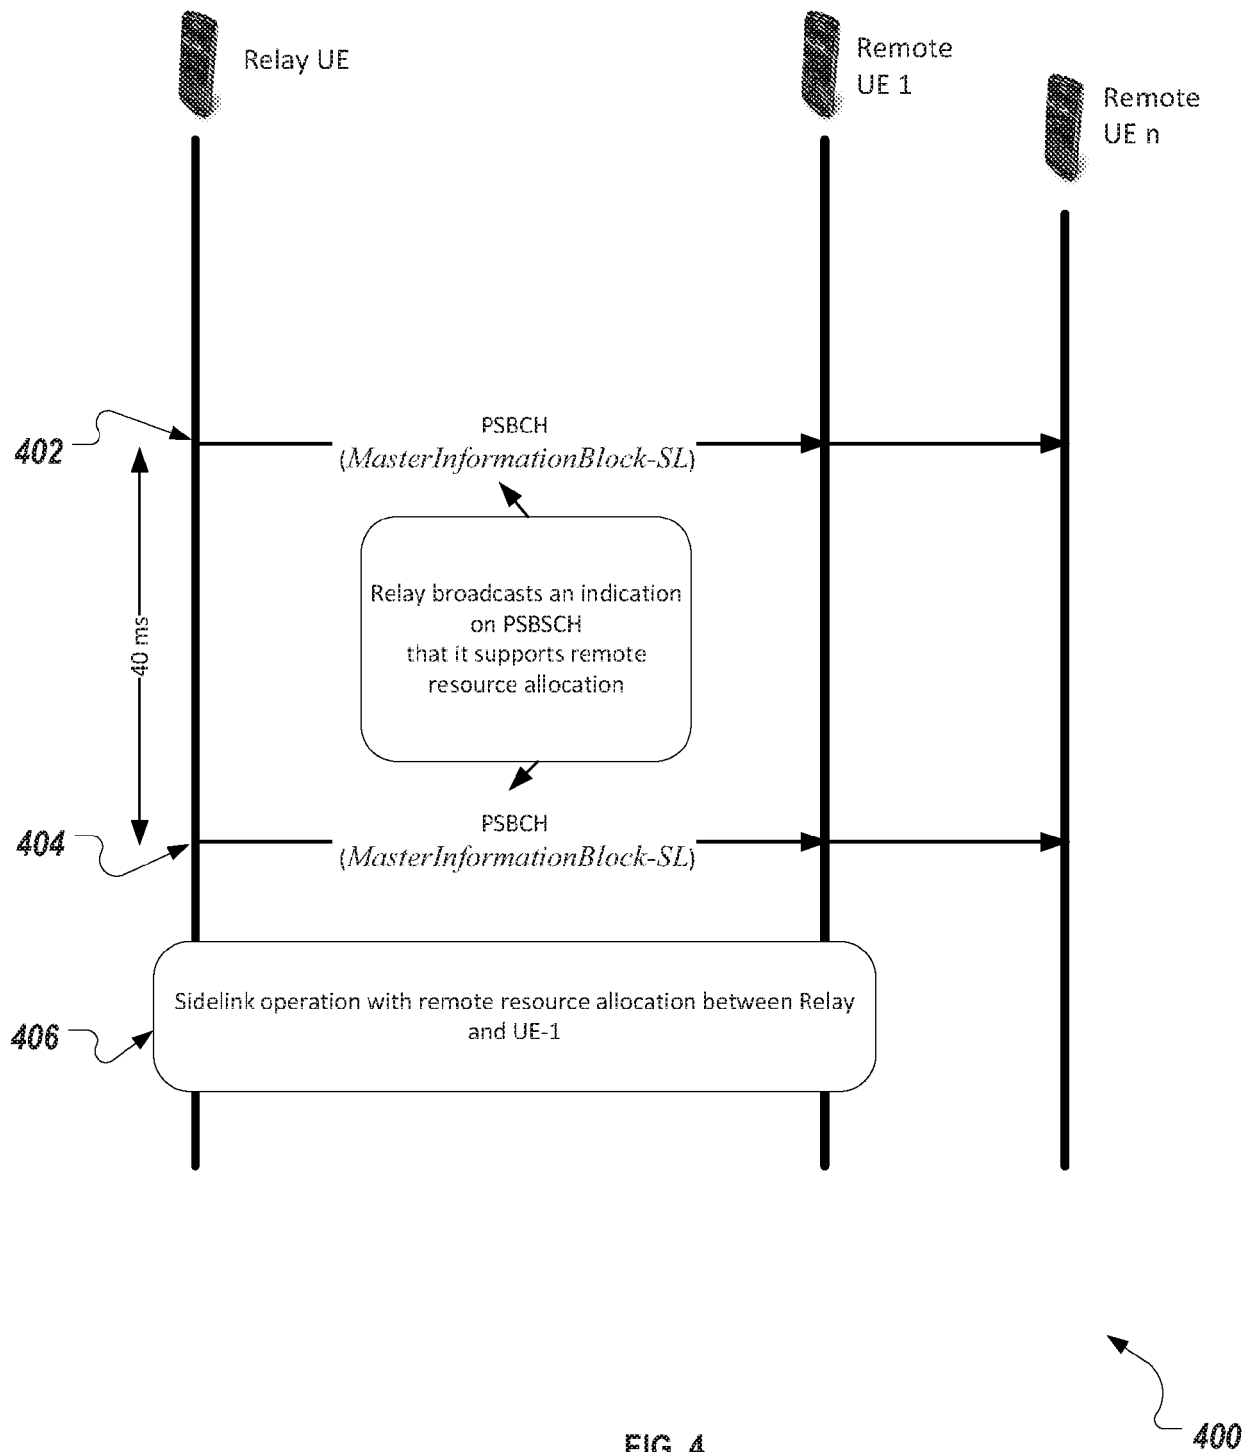 Relay UE
Remote
UE 1
Remote
UE n
402
PSBCH
(MasterInformationBlock-SL)
40 ms
Relay broadcasts an indication
on PSBSCH
that it supports remote
resource allocation
404
PSBCH
(MasterInformationBlock-SL)
406
Sidelink operation with remote resource allocation between Relay
and UE-1
400
FIG. 4